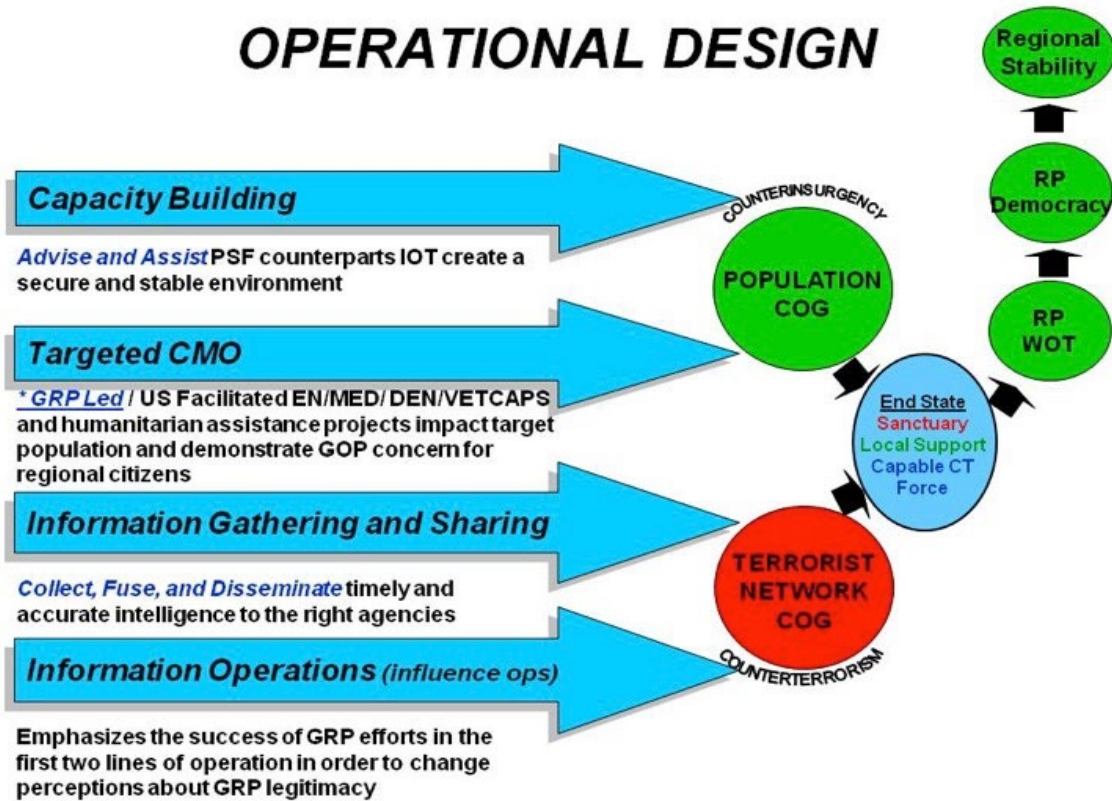 OPERATIONAL DESIGN
Capacity Building
Advise and Assist PSF counterparts IOT create a
secure and stable environment
Targeted CMO
* GRP Led / US Facilitated EN/MED/ DEN/VETCAPS
and humanitarian assistance projects impact target
population and demonstrate GOP concern for
regional citizens
Information Gathering and Sharing
Collect, Fuse, and Disseminate timely and
accurate intelligence to the right agencies
Information Operations (influence ops)
Emphasizes the success of GRP efforts in the
first two lines of operation in order to change
perceptions about GRP legitimacy
COUNTERINSURGENCY
POPULATION
COG
TERRORIST
NETWORK
COG
COUNTERTERRORISM
End State
Sanctuary
Local Support
Capable CT
Force
Regional
Stability
RP
Democracy
RP
WOT